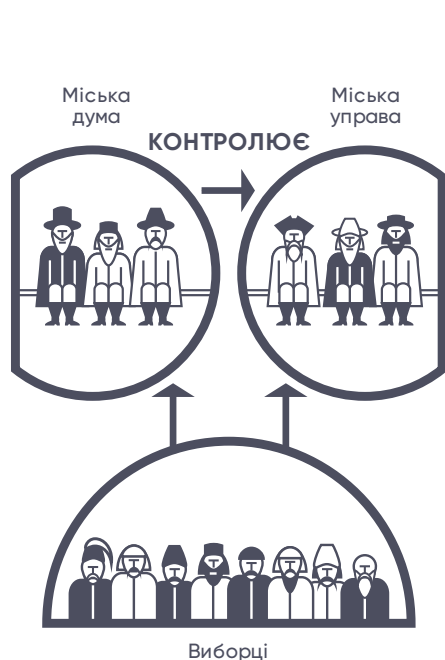 Міська
дума
Міська
управа
КОНТРОЛЮЄ
Виборці